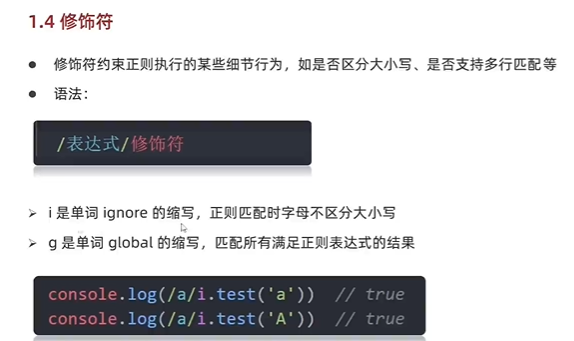 1.4 修饰符
● 修饰符约束正则执行的某些细节行为，如是否区分大小写、是否支持多行匹配等
● 语法：
/表达式/修饰符
➢ i 是单词 ignore 的缩写，正则匹配时字母不区分大小写
➢ g 是单词 global 的缩写，匹配所有满足正则表达式的结果
console.log(/a/i.test('a')) // true
console.log(/a/i.test('A')) // true